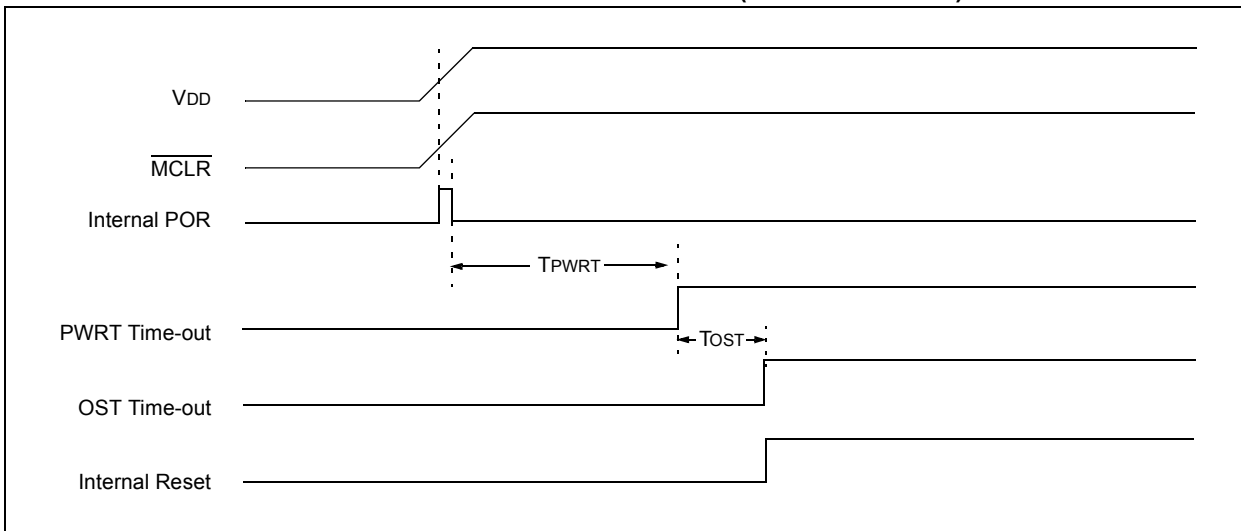 VDD
MCLR
Internal POR
TPWRT
PWRT Time-out
TOST
OST Time-out
Internal Reset